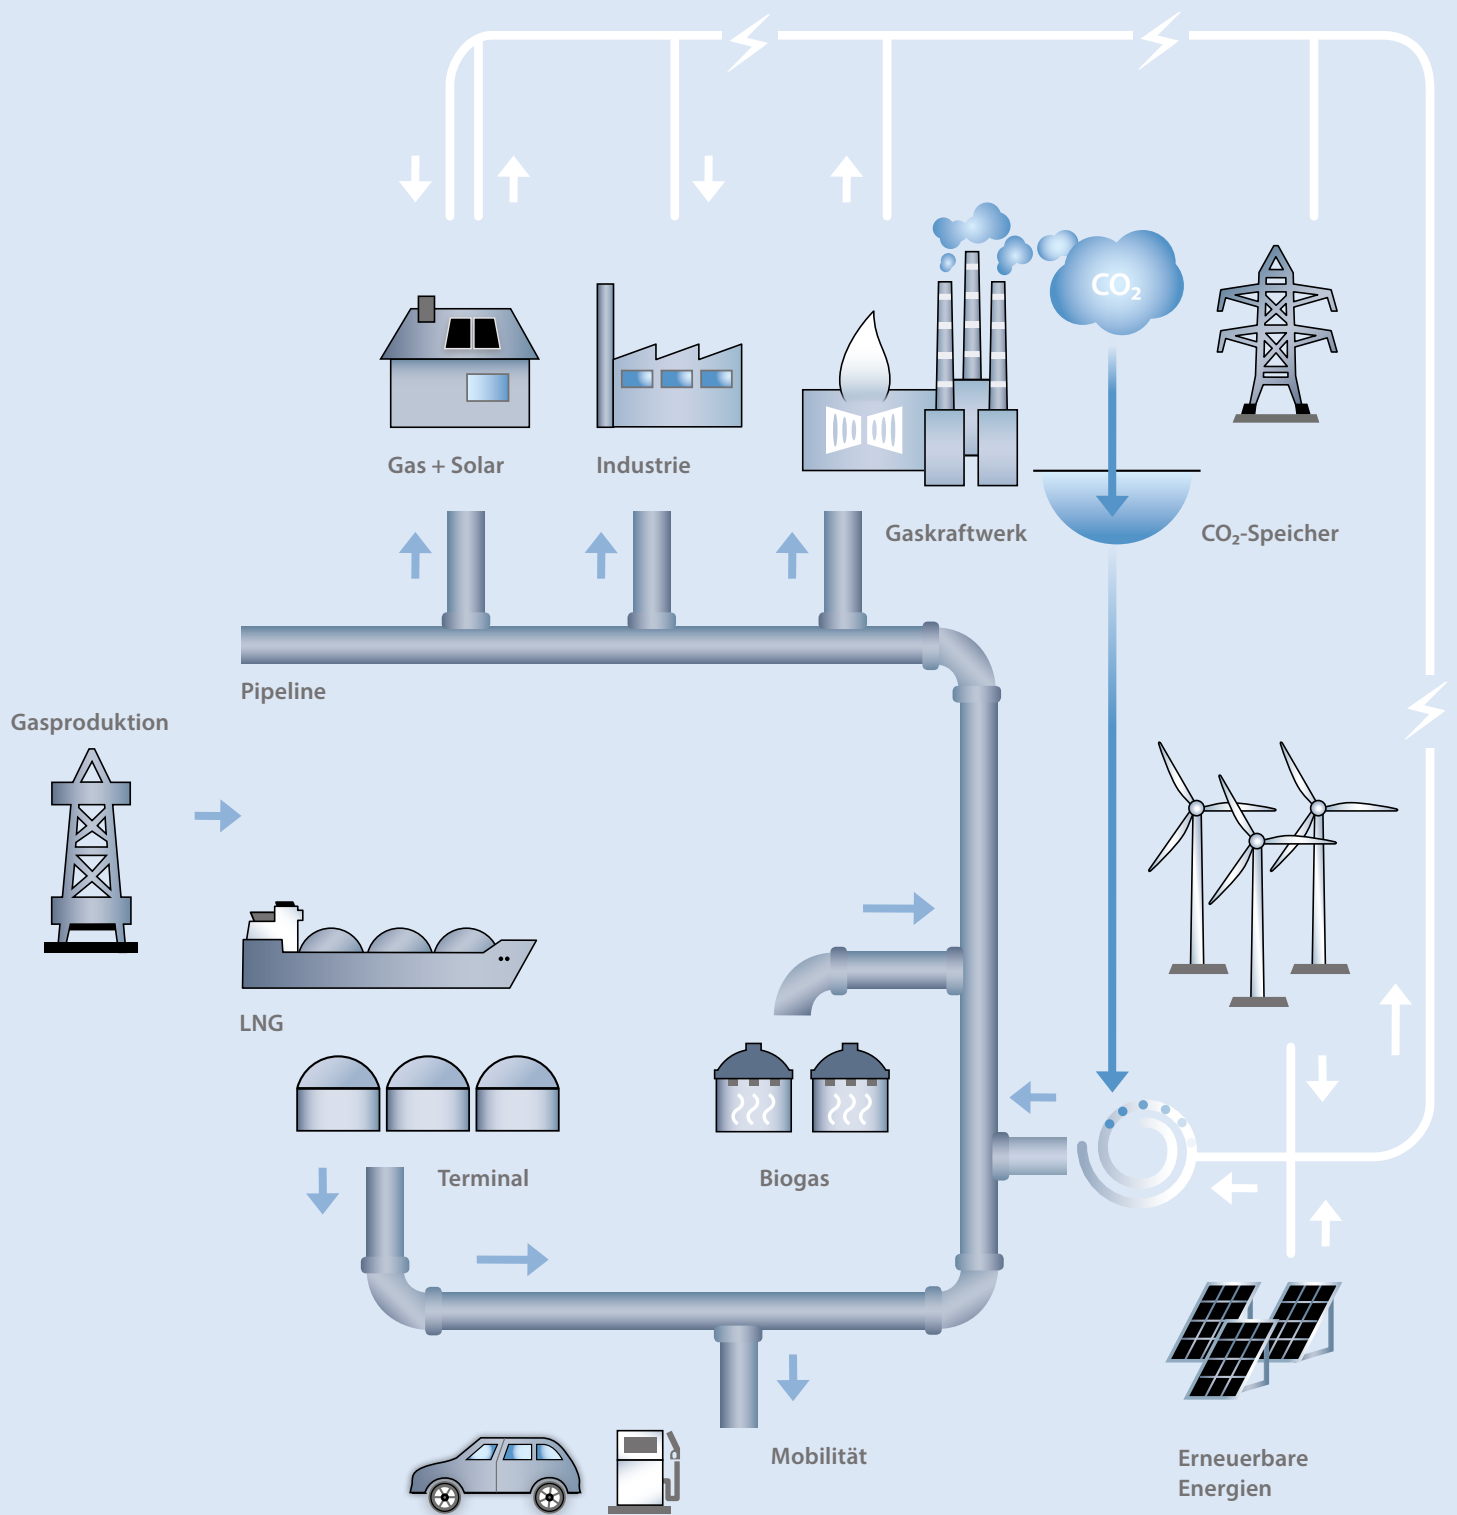 CO₂
Gas + Solar
Industrie
Gaskraftwerk
CO₂-Speicher
Pipeline
Gasproduktion
LNG
Terminal
Biogas
Mobilität
Erneuerbare
Energien